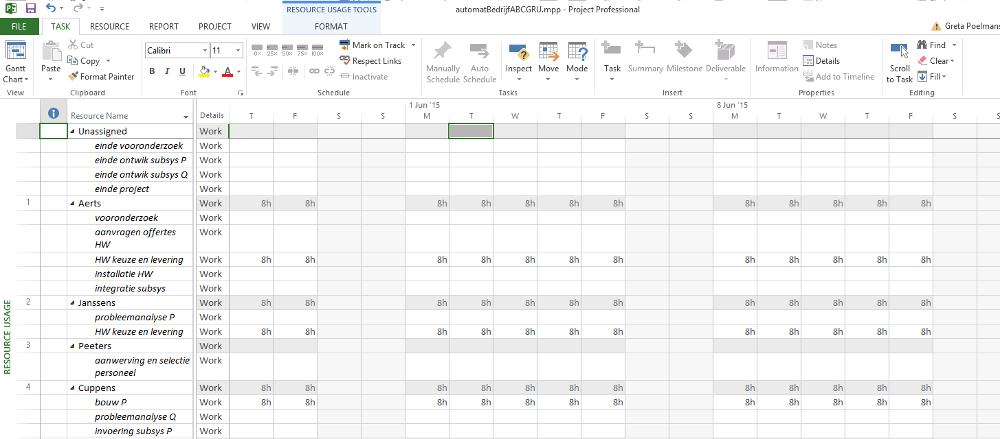 RESOURCE USAGE TOOLS
automatBedrijfABCGRU.mpp - Project Professional
FILE TASK RESOURCE REPORT PROJECT VIEW FORMAT
Greta Poelmans
Gantt Chart
View
Paste
Cut
Copy
Format Painter
Clipboard
Calibri 11
B I U A
Font
0% 25% 50% 75% 100%
Mark on Track
Respect Links
Inactivate
Schedule
Manually Schedule
Auto Schedule
Inspect
Move
Mode
Tasks
Task
Summary
Milestone
Deliverable
Insert
Information
Notes
Details
Add to Timeline
Properties
Scroll to Task
Find
Clear
Fill
Editing
1 Jun '15 8 Jun '15
Resource Name Details T F S S M T W T F S S M T W T F S S
Unassigned Work
einde vooronderzoek Work
einde ontwik subsys P Work
einde ontwik subsys Q Work
einde project Work
1 Aerts Work 8h 8h 8h 8h 8h 8h 8h 8h 8h 8h 8h 8h
vooronderzoek Work
aanvragen offertes Work
HW
HW keuze en levering Work 8h 8h 8h 8h 8h 8h 8h 8h 8h 8h 8h 8h
installatie HW Work
integratie subsys Work
2 Janssens Work 8h 8h 8h 8h 8h 8h 8h 8h 8h 8h 8h 8h
probleemanalyse P Work
HW keuze en levering Work 8h 8h 8h 8h 8h 8h 8h 8h 8h 8h 8h 8h
3 Peeters Work
aanwerving en selectie Work
personeel
4 Cuppens Work 8h 8h 8h 8h 8h 8h 8h 8h 8h 8h 8h 8h
bouw P Work 8h 8h 8h 8h 8h 8h 8h 8h 8h 8h 8h 8h
probleemanalyse Q Work
invoering subsys P Work
RESOURCE USAGE